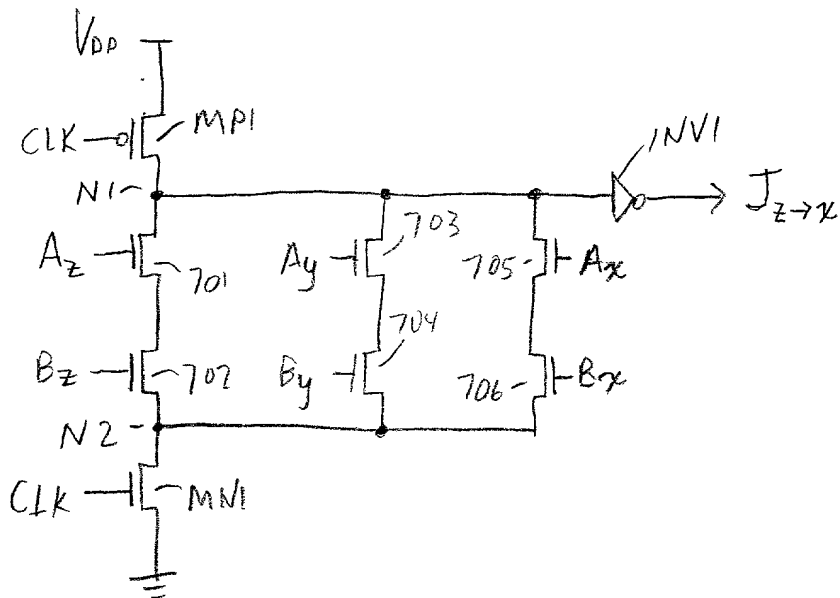 VDD
CLK
MP1
INV1
N1
Jz→x
Az
701
Ay
703
705
Ax
Bz
702
By
704
706
Bx
N2
CLK
MN1